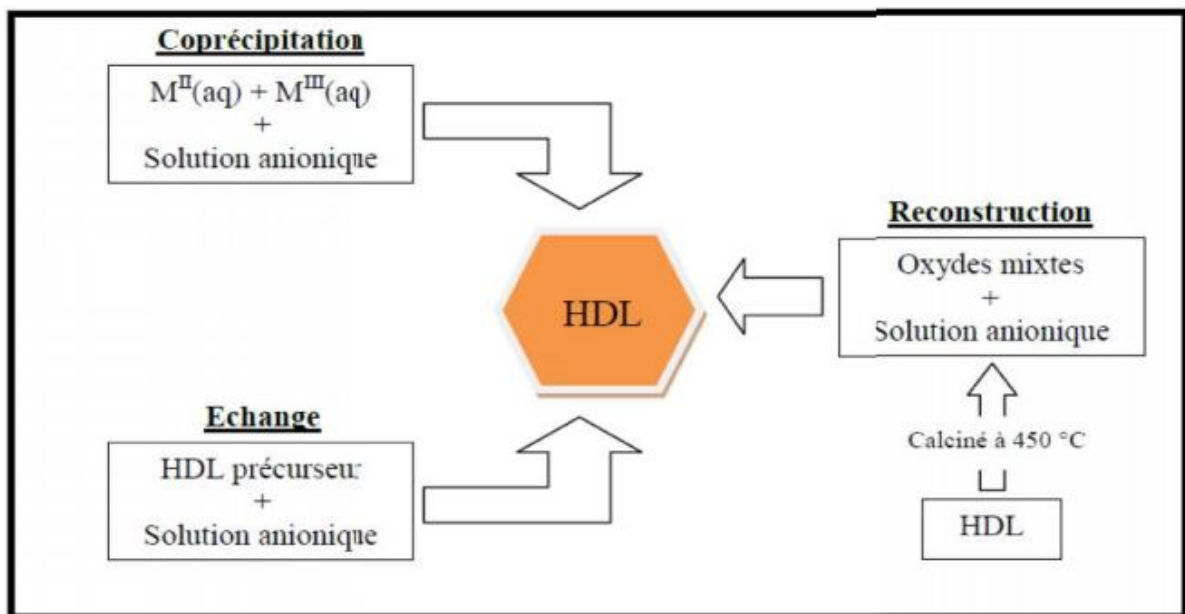 Coprécipitation
M^II(aq) + M^III(aq)
+
Solution anionique
HDL
Reconstruction
Oxydes mixtes
+
Solution anionique
Calciné à 450 °C
HDL
Echange
HDL précurseur
+
Solution anionique